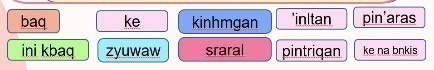 baq ke kinhmgan 'inltan pin'aras
ini kbaq zyuwaw sraral pintriqan ke na bnkis